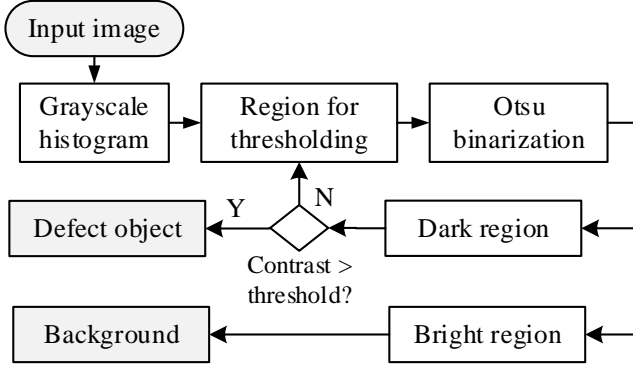 Input image
Grayscale
histogram
Region for
thresholding
Otsu
binarization
Defect object
Y
N
Dark region
Contrast >
threshold?
Background
Bright region